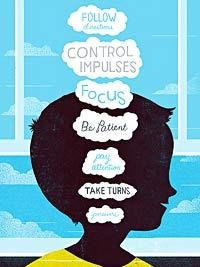 FOLLOW
directions
CONTROL
IMPULSES
FOCUS
Be Patient
pay
attention
TAKE TURNS
persevere